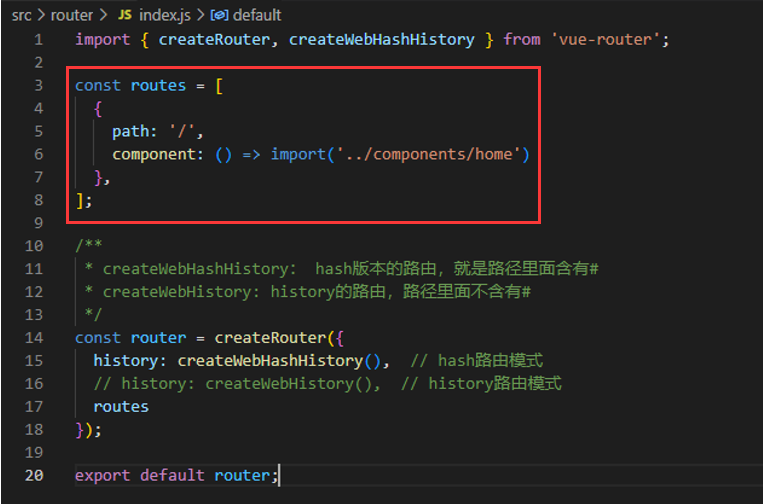 src > router > JS index.js > default
1 import { createRouter, createWebHashHistory } from 'vue-router';
2
3 const routes = [
4   {
5     path: '/',
6     component: () => import('../components/home')
7   },
8 ];
9
10 /**
11  * createWebHashHistory： hash版本的路由，就是路径里面含有#
12  * createWebHistory: history的路由，路径里面不含有#
13  */
14 const router = createRouter({
15   history: createWebHashHistory(),  // hash路由模式
16   // history: createWebHistory(),  // history路由模式
17   routes
18 });
19
20 export default router;